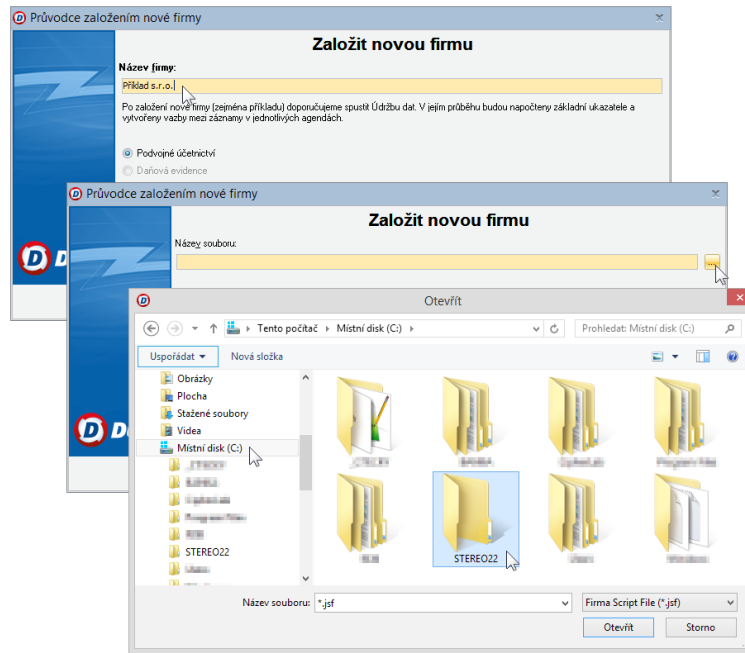 Průvodce založením nové firmy
Založit novou firmu
Název firmy:
Příklad s.r.o.
Po založení nové firmy (zejména příkladu) doporučujeme spustit Údržbu dat. V jejím průběhu budou napočteny základní ukazatele a
vytvořeny vazby mezi záznamy v jednotlivých agendách.
Podvojné účetnictví
Daňová evidence
Průvodce založením nové firmy
Založit novou firmu
Název souboru:
...
Otevřít
Tento počítač
Místní disk (C:)
Prohledat: Místní disk (C:)
Uspořádat
Nová složka
Obrázky
Plocha
Stažené soubory
Videa
Místní disk (C:)
STEREO22
STEREO22
Název souboru:
*.jsf
Firma Script File (*.jsf)
Otevřít
Storno